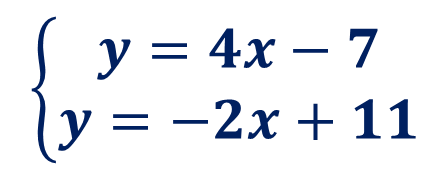 y = 4x − 7
y = −2x + 11